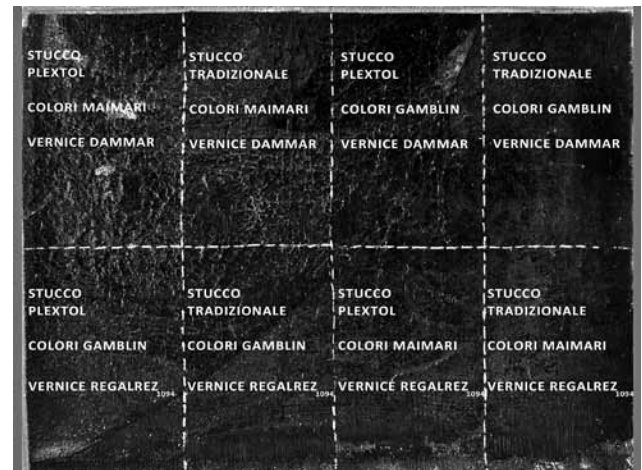 STUCCO
PLEXTOL
COLORI MAIMARI
VERNICE DAMMAR
STUCCO
TRADIZIONALE
COLORI MAIMARI
VERNICE DAMMAR
STUCCO
PLEXTOL
COLORI GAMBLIN
VERNICE DAMMAR
STUCCO
TRADIZIONALE
COLORI GAMBLIN
VERNICE DAMMAR
STUCCO
PLEXTOL
COLORI GAMBLIN
VERNICE REGALREZ 1094
STUCCO
TRADIZIONALE
COLORI GAMBLIN
VERNICE REGALREZ 1094
STUCCO
PLEXTOL
COLORI MAIMARI
VERNICE REGALREZ 1094
STUCCO
TRADIZIONALE
COLORI MAIMARI
VERNICE REGALREZ 1094